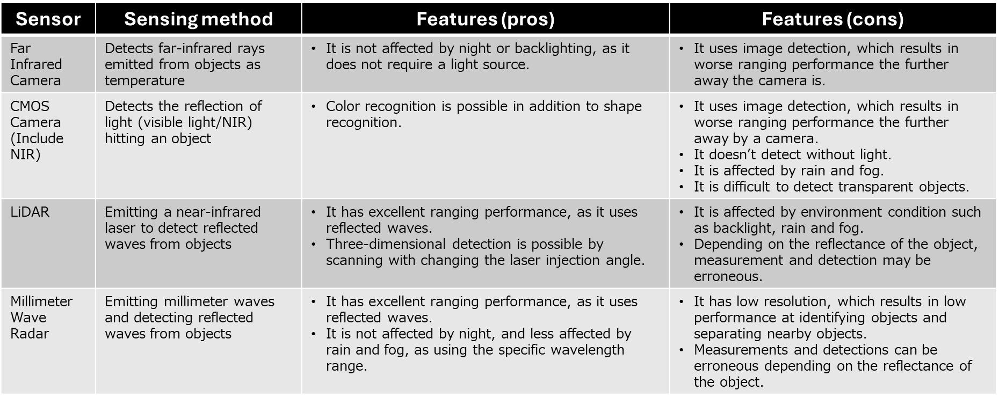 Sensor
Sensing method
Features (pros)
Features (cons)
Far
Infrared
Camera
Detects far-infrared rays
emitted from objects as
temperature
• It is not affected by night or backlighting, as it
does not require a light source.
• It uses image detection, which results in
worse ranging performance the further
away the camera is.
CMOS
Camera
(Include
NIR)
Detects the reflection of
light (visible light/NIR)
hitting an object
• Color recognition is possible in addition to shape
recognition.
• It uses image detection, which results in
worse ranging performance the further
away by a camera.
• It doesn’t detect without light.
• It is affected by rain and fog.
• It is difficult to detect transparent objects.
LiDAR
Emitting a near-infrared
laser to detect reflected
waves from objects
• It has excellent ranging performance, as it uses
reflected waves.
• Three-dimensional detection is possible by
scanning with changing the laser injection angle.
• It is affected by environment condition such
as backlight, rain and fog.
• Depending on the reflectance of the object,
measurement and detection may be
erroneous.
Millimeter
Wave
Radar
Emitting millimeter waves
and detecting reflected
waves from objects
• It has excellent ranging performance, as it uses
reflected waves.
• It is not affected by night, and less affected by
rain and fog, as using the specific wavelength
range.
• It has low resolution, which results in low
performance at identifying objects and
separating nearby objects.
• Measurements and detections can be
erroneous depending on the reflectance of
the object.